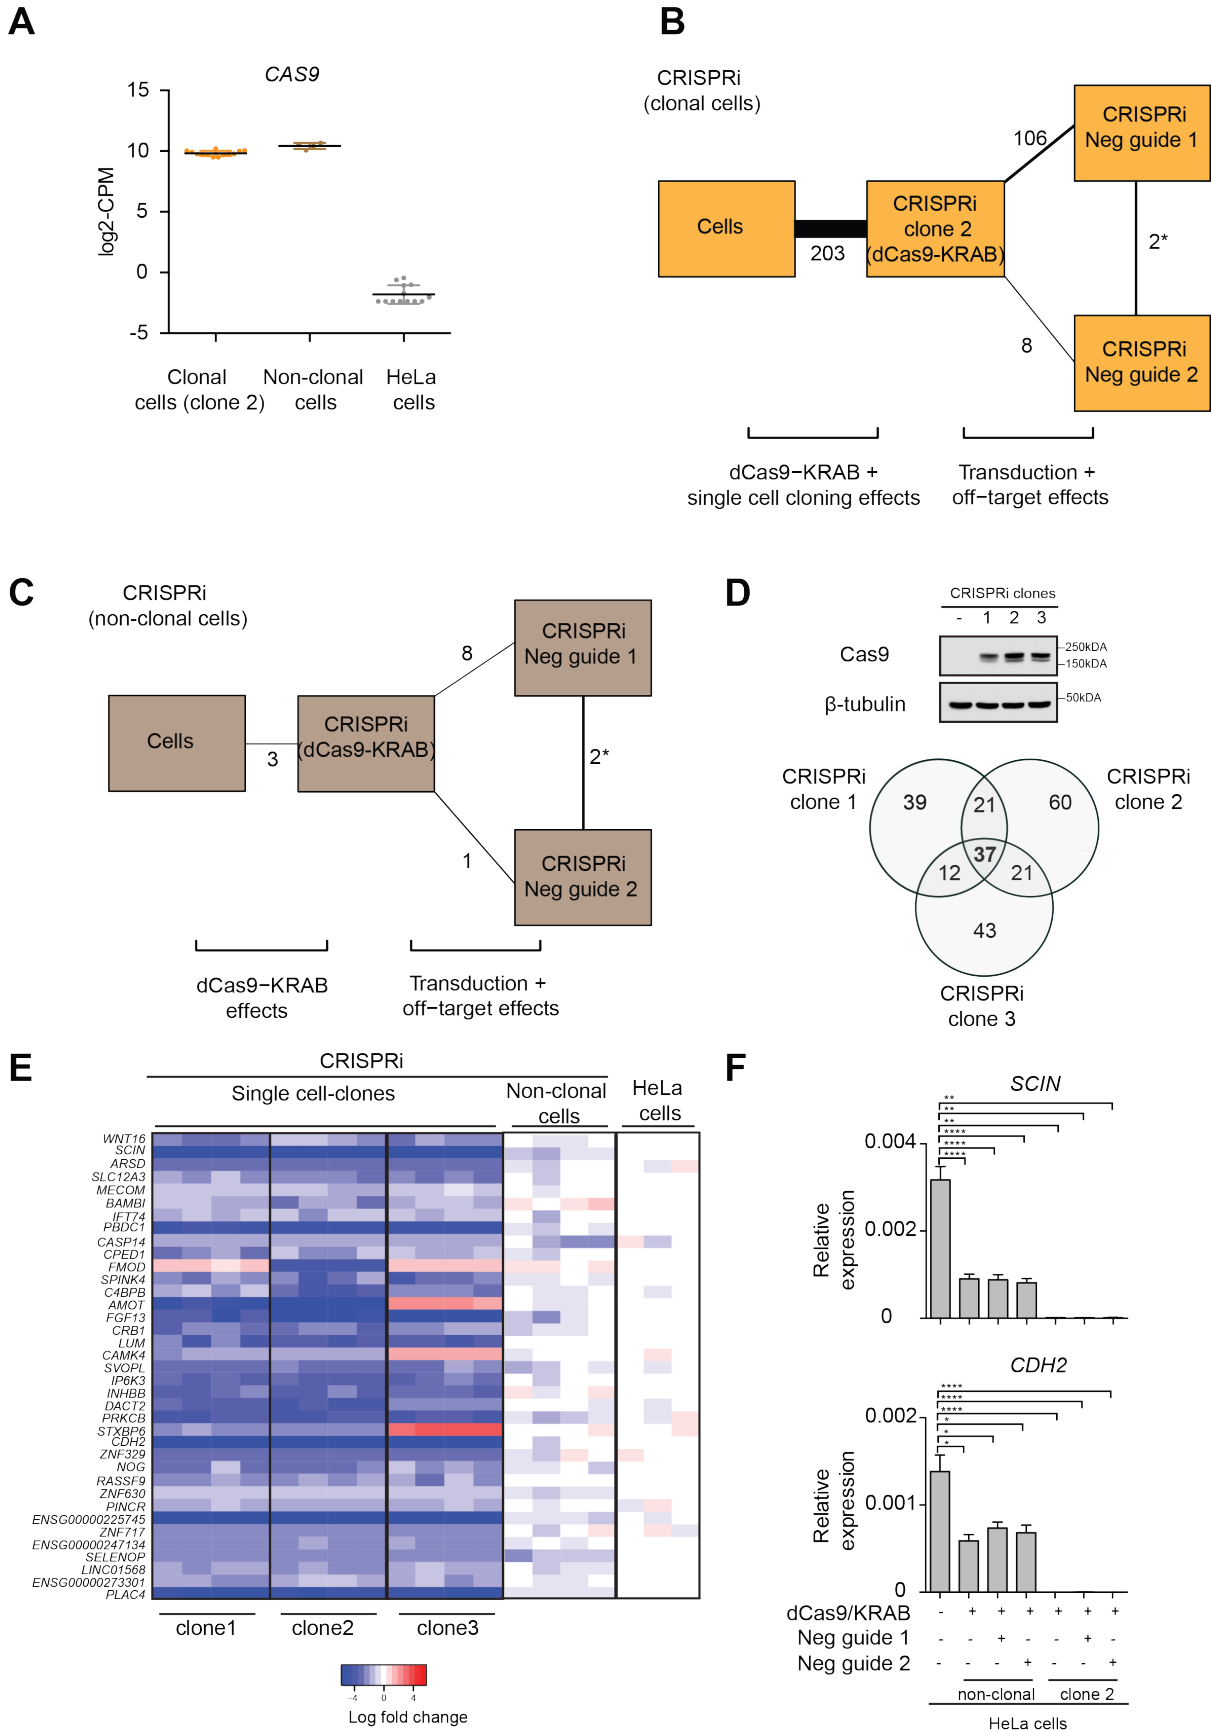 A
CAS9
15
10
5
0
-5
log2-CPM
Clonal
cells (clone 2)
Non-clonal
cells
HeLa
cells
B
CRISPRi
(clonal cells)
Cells
203
CRISPRi
clone 2
(dCas9-KRAB)
106
8
CRISPRi
Neg guide 1
2*
CRISPRi
Neg guide 2
dCas9−KRAB +
single cell cloning effects
Transduction +
off−target effects
C
CRISPRi
(non-clonal cells)
Cells
3
CRISPRi
(dCas9-KRAB)
8
1
CRISPRi
Neg guide 1
2*
CRISPRi
Neg guide 2
dCas9−KRAB
effects
Transduction +
off−target effects
D
CRISPRi clones
- 1 2 3
Cas9
250kDA
150kDA
β-tubulin
50kDA
CRISPRi
clone 1
CRISPRi
clone 2
39
21
60
37
12
21
43
CRISPRi
clone 3
E
CRISPRi
Single cell-clones
Non-clonal
cells
HeLa
cells
WNT16
SCIN
ARSD
SLC12A3
MECOM
BAMBI
IFT74
PBDC1
CASP14
CPED1
FMOD
SPINK4
C4BPB
AMOT
FGF13
CRB1
LUM
CAMK4
SVOPL
IP6K3
INHBB
DACT2
PRKCB
STXBP6
CDH2
ZNF329
NOG
RASSF9
ZNF630
PINCR
ENSG00000225745
ZNF717
ENSG00000247134
SELENOP
LINC01568
ENSG00000273301
PLAC4
clone1
clone2
clone3
−4 0 4
Log fold change
F
SCIN
**
**
**
****
****
****
0.004
0.002
0
Relative
expression
CDH2
****
****
****
*
*
*
0.002
0.001
0
Relative
expression
dCas9/KRAB - + + + + + +
Neg guide 1 - - + - - + -
Neg guide 2 - - - + - - +
non-clonal
clone 2
HeLa cells